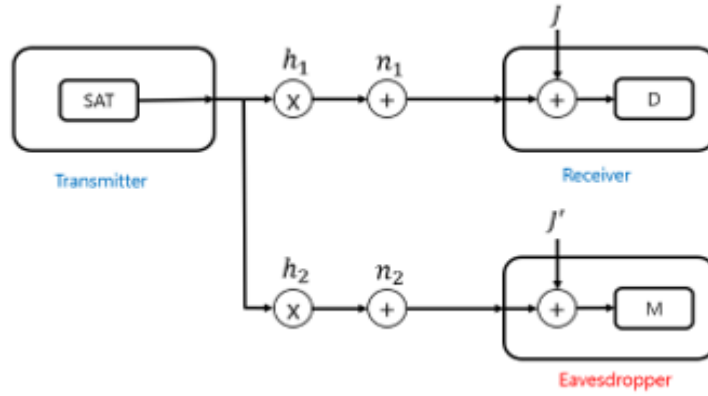 J
h₁ n₁
SAT x + + D
Transmitter Receiver
J'
h₂ n₂
x + + M
Eavesdropper